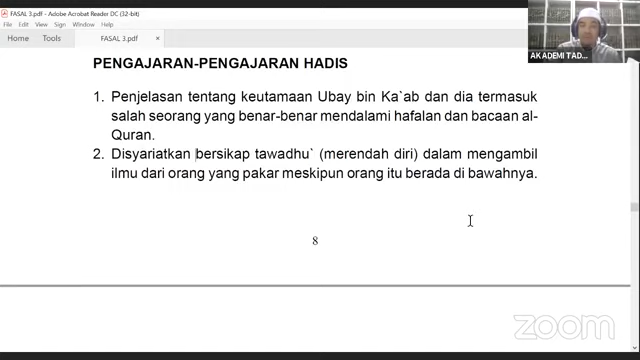 FASAL 3.pdf - Adobe Acrobat Reader DC (32-bit)
File Edit View Sign Window Help
Home Tools FASAL 3.pdf ×
AKADEMI TAD...
PENGAJARAN-PENGAJARAN HADIS
1. Penjelasan tentang keutamaan Ubay bin Ka`ab dan dia termasuk
salah seorang yang benar-benar mendalami hafalan dan bacaan al-
Quran.
2. Disyariatkan bersikap tawadhu` (merendah diri) dalam mengambil
ilmu dari orang yang pakar meskipun orang itu berada di bawahnya.
8
zoom